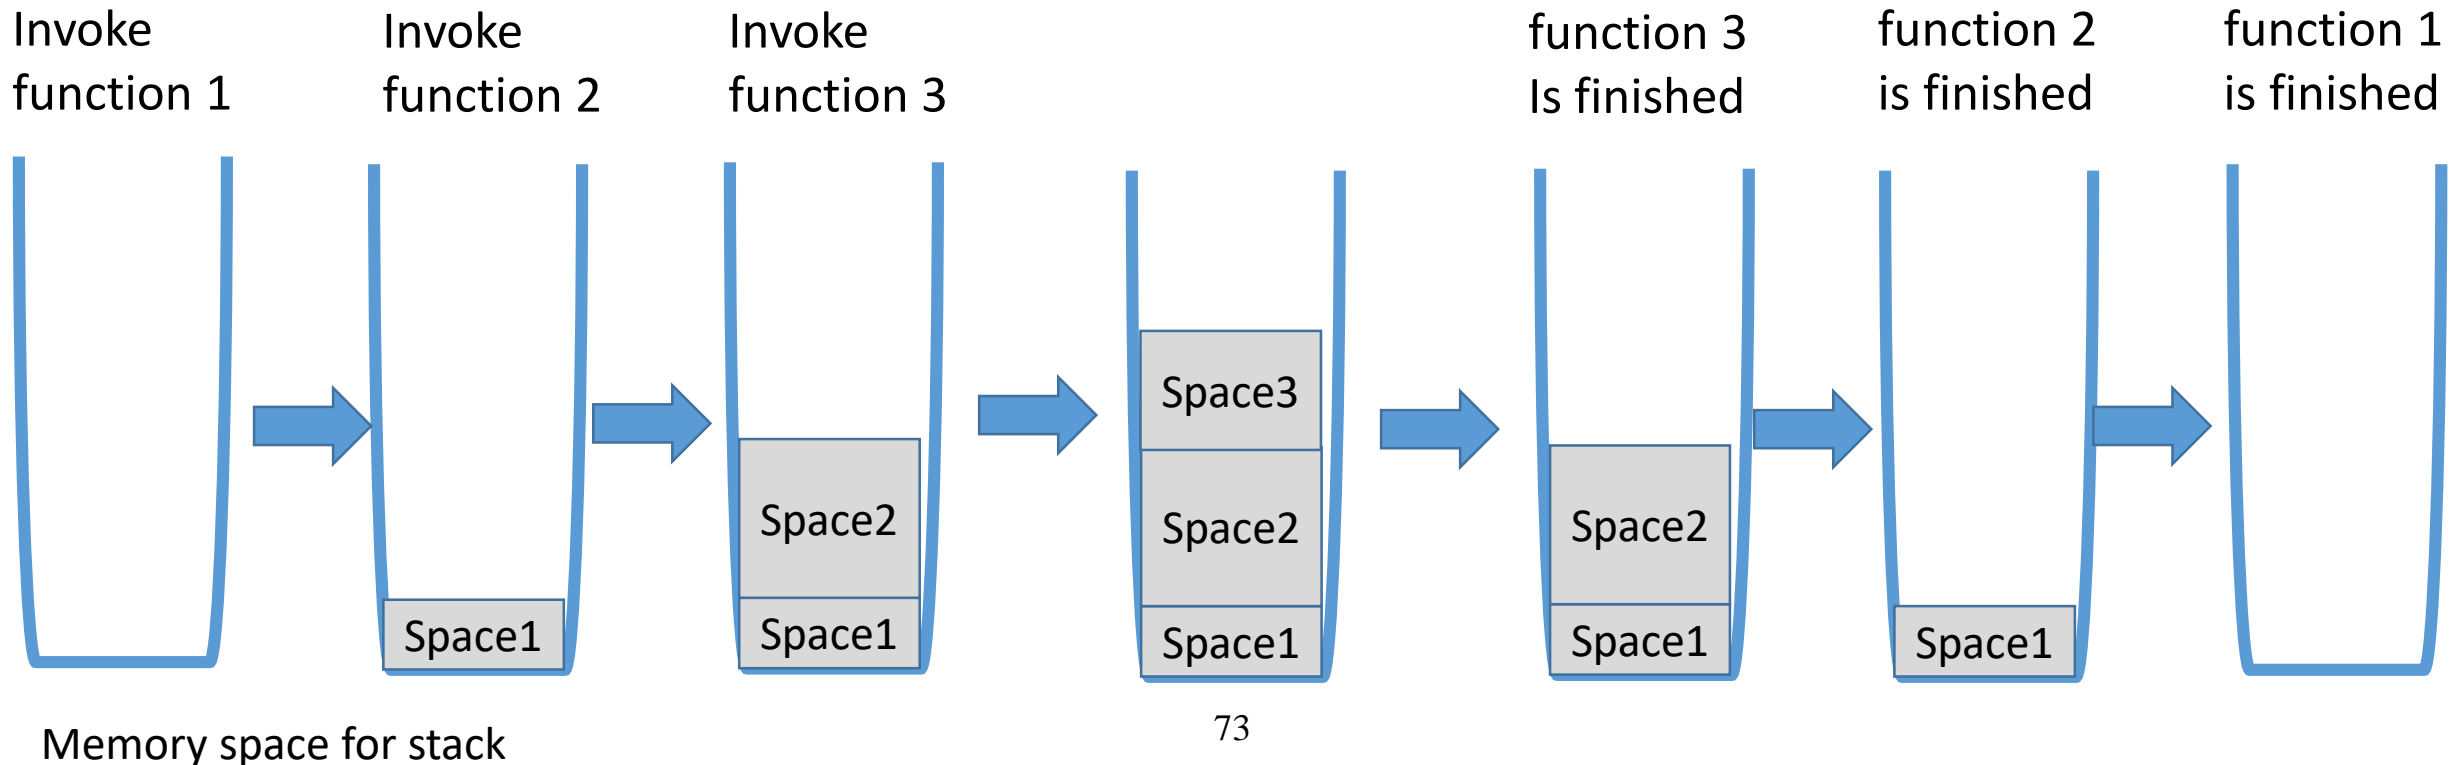 Invoke
function 1
Invoke
function 2
Invoke
function 3
function 3
Is finished
function 2
is finished
function 1
is finished
Space1
Space2
Space1
Space3
Space2
Space1
Space2
Space1
Space1
73
Memory space for stack